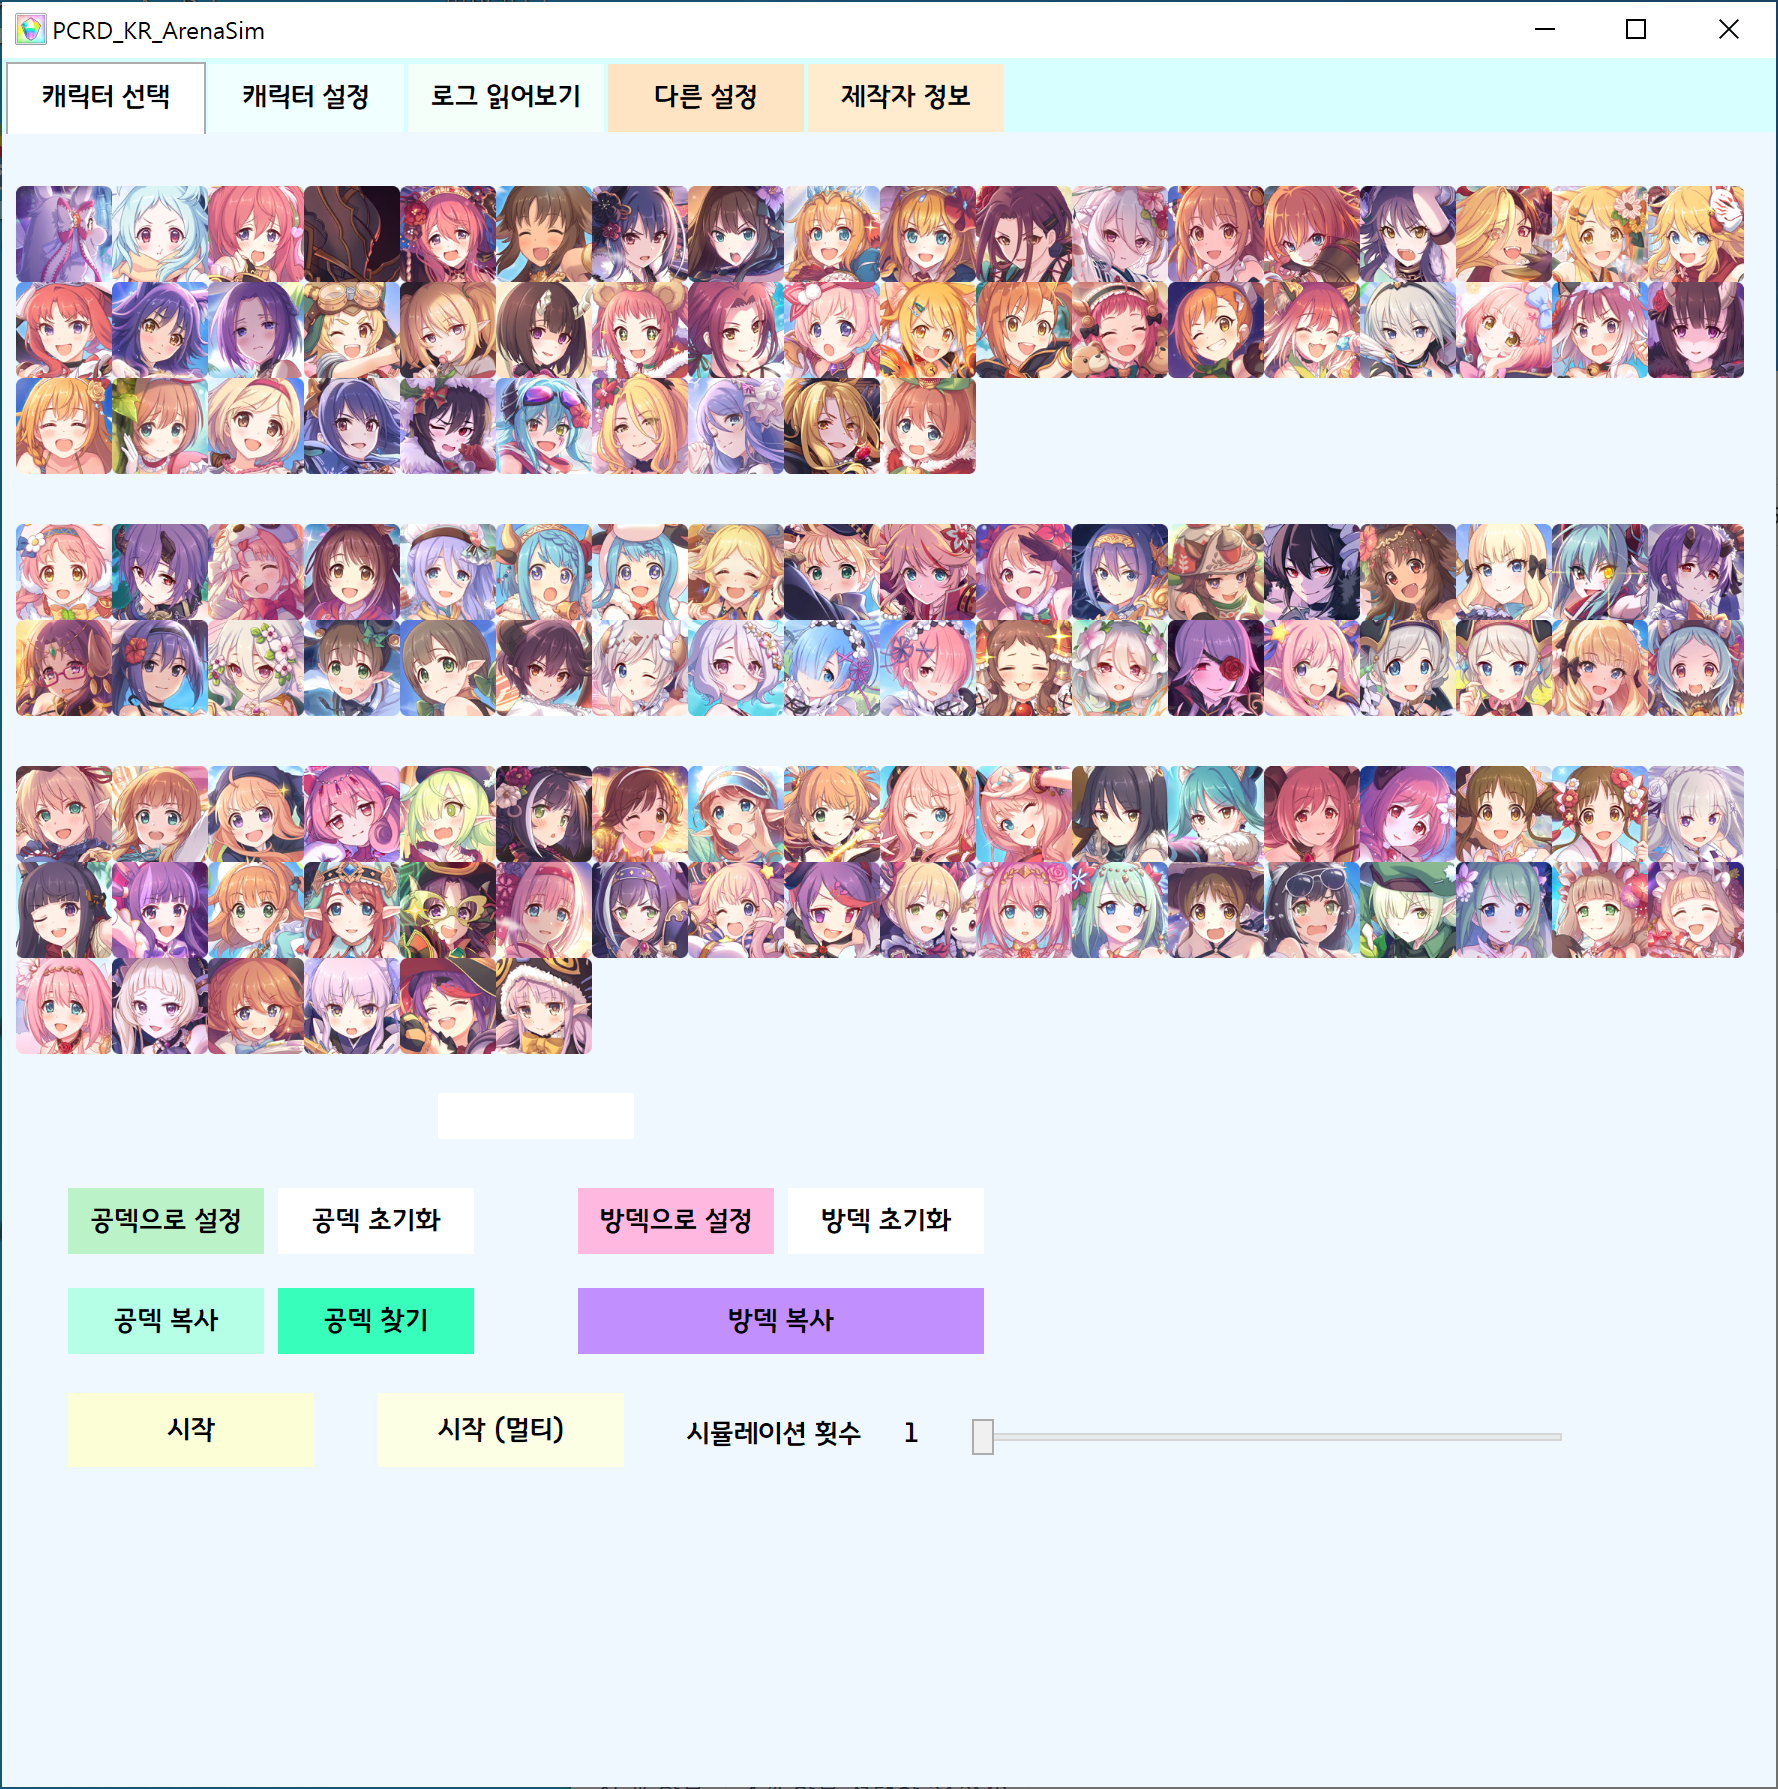 PCRD_KR_ArenaSim
캐릭터 선택
캐릭터 설정
로그 읽어보기
다른 설정
제작자 정보
공덱으로 설정
공덱 초기화
방덱으로 설정
방덱 초기화
공덱 복사
공덱 찾기
방덱 복사
시작
시작 (멀티)
시뮬레이션 횟수
1